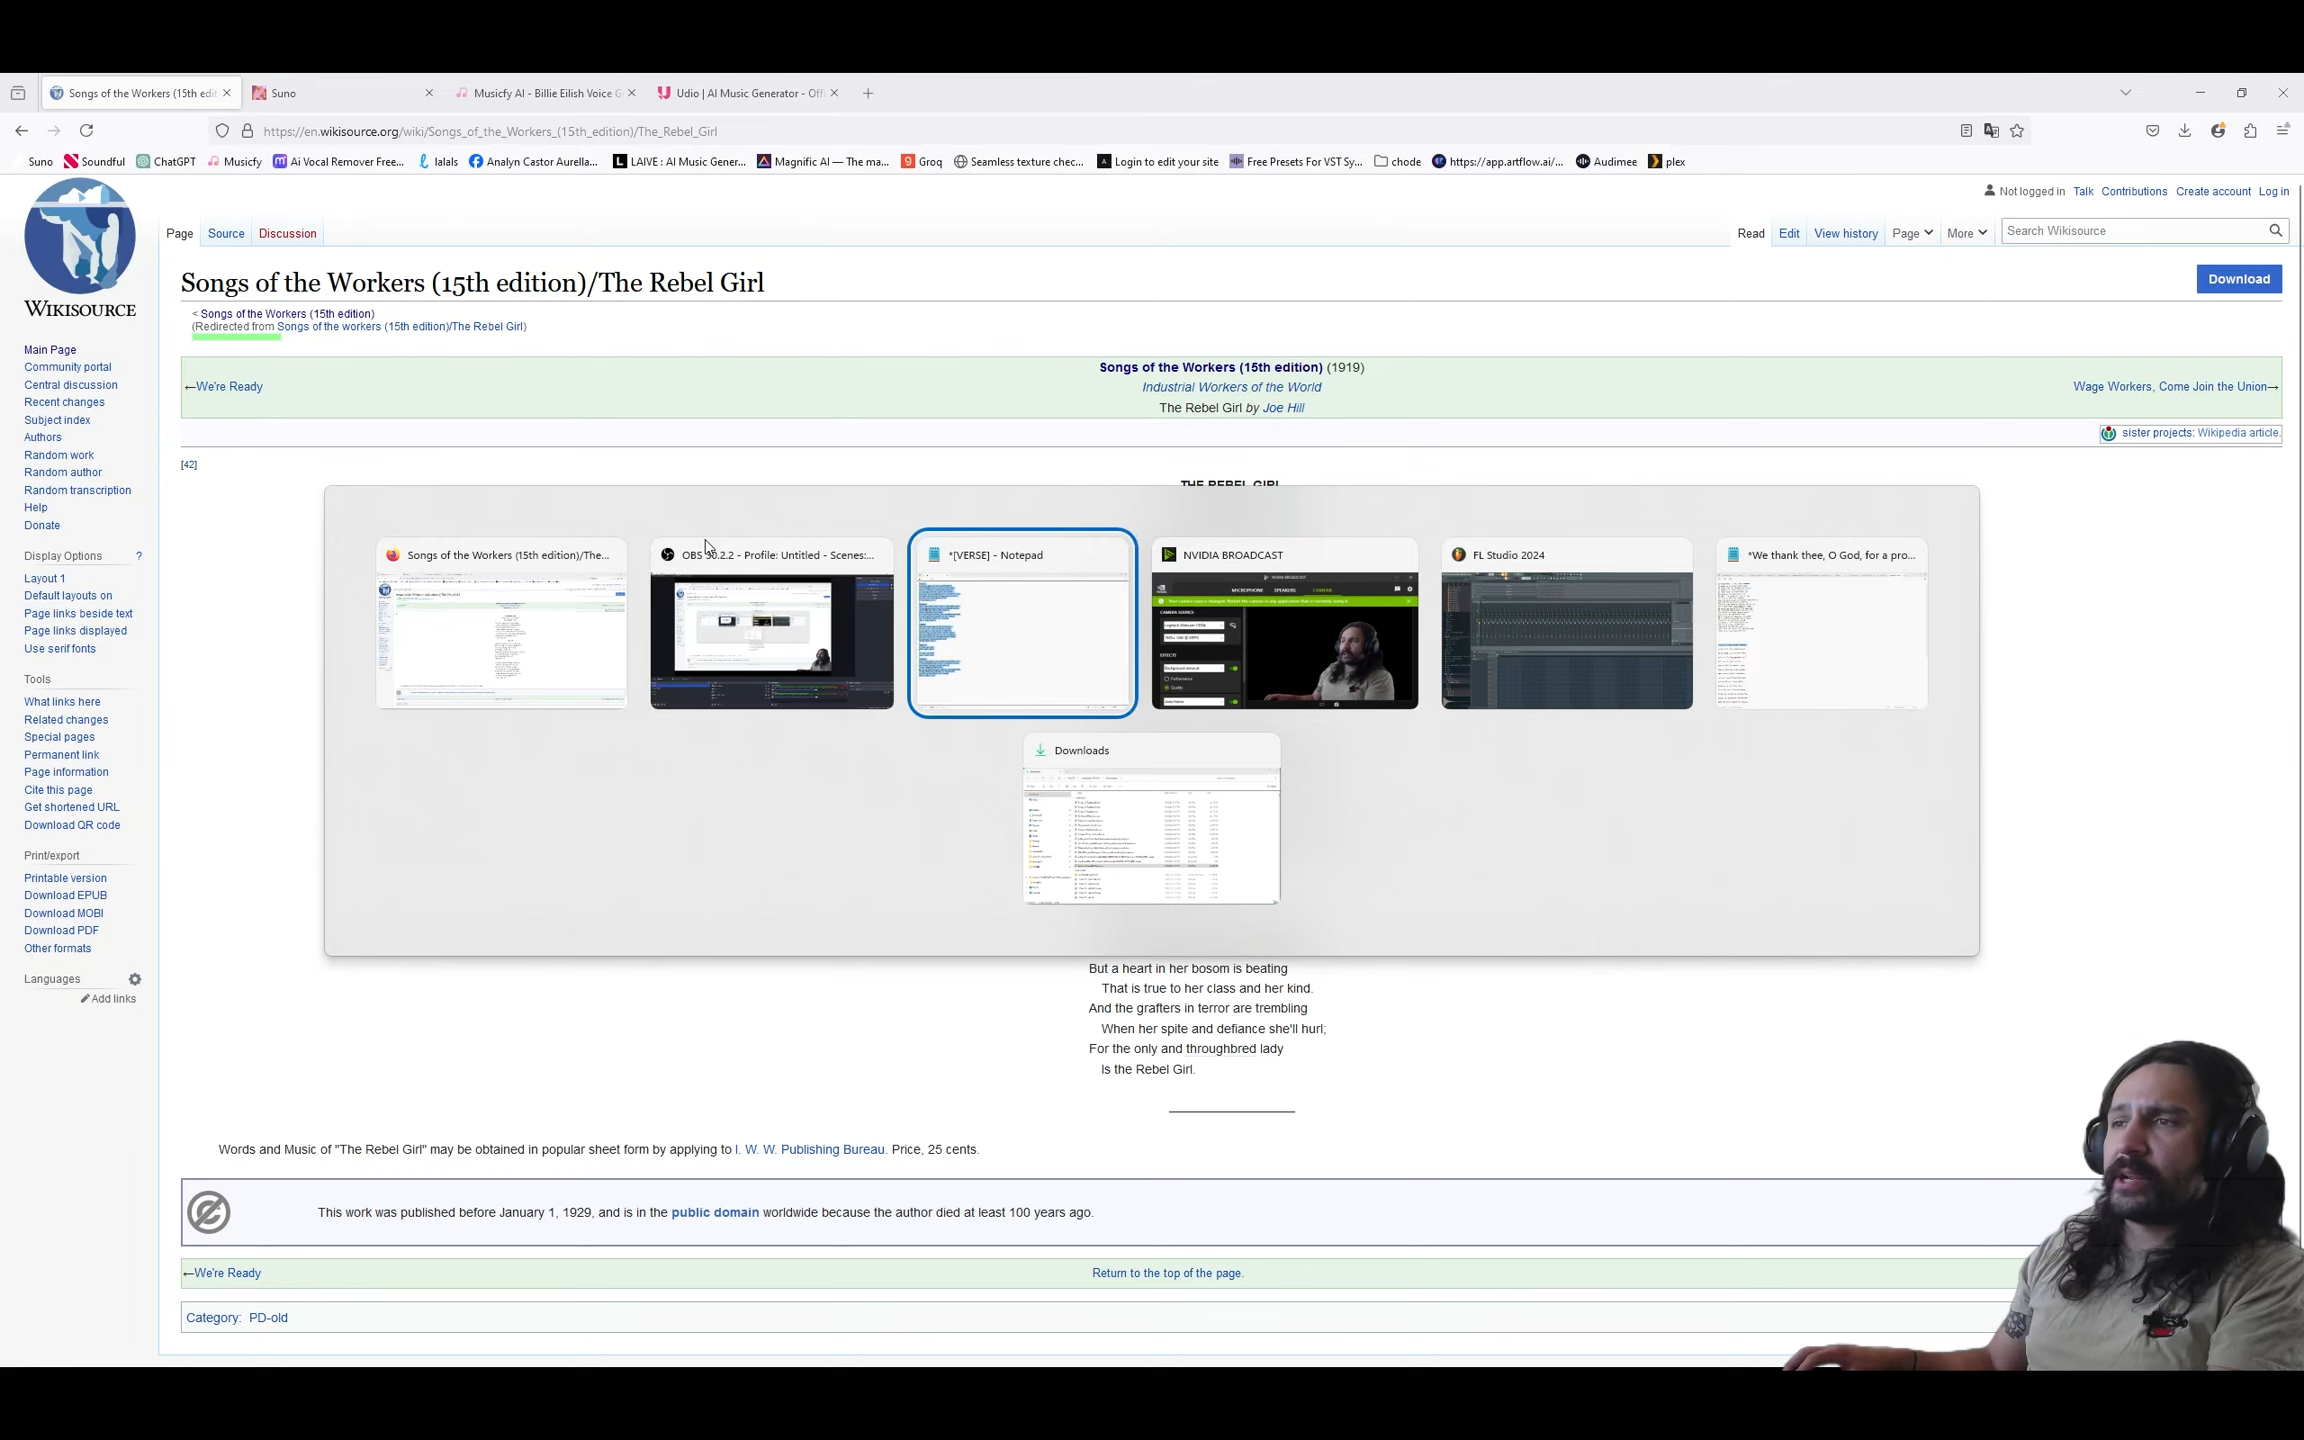 Songs of the Workers (15th edit
Suno
Musicfy AI - Billie Eilish Voice G
Udio | AI Music Generator - Offi
https://en.wikisource.org/wiki/Songs_of_the_Workers_(15th_edition)/The_Rebel_Girl
Suno
Soundful
ChatGPT
Musicfy
Ai Vocal Remover Free...
lalals
Analyn Castor Aurella...
LAIVE : AI Music Gener...
Magnific AI — The ma...
Groq
Seamless texture chec...
Login to edit your site
Free Presets For VST Sy...
chode
https://app.artflow.ai/...
Audimee
plex
Not logged in Talk Contributions Create account Log in
Page Source Discussion
Read Edit View history Page More
Search Wikisource
WIKISOURCE
Songs of the Workers (15th edition)/The Rebel Girl
Download
< Songs of the Workers (15th edition)
(Redirected from Songs of the workers (15th edition)/The Rebel Girl)
Main Page
Community portal
Central discussion
Recent changes
Subject index
Authors
Random work
Random author
Random transcription
Help
Donate
Display Options ?
Layout 1
Default layouts on
Page links beside text
Page links displayed
Use serif fonts
Tools
What links here
Related changes
Special pages
Permanent link
Page information
Cite this page
Get shortened URL
Download QR code
Print/export
Printable version
Download EPUB
Download MOBI
Download PDF
Other formats
Languages
Add links
←We're Ready
Songs of the Workers (15th edition) (1919)
Industrial Workers of the World
The Rebel Girl by Joe Hill
Wage Workers, Come Join the Union→
sister projects: Wikipedia article.
[42]
THE REBEL GIRL
Songs of the Workers (15th edition)/The...
OBS 30.2.2 - Profile: Untitled - Scenes:...
*[VERSE] - Notepad
NVIDIA BROADCAST
FL Studio 2024
*We thank thee, O God, for a pro...
MICROPHONE SPEAKERS CAMERA
Downloads
But a heart in her bosom is beating
That is true to her class and her kind.
And the grafters in terror are trembling
When her spite and defiance she'll hurl;
For the only and throughbred lady
Is the Rebel Girl.
Words and Music of "The Rebel Girl" may be obtained in popular sheet form by applying to I. W. W. Publishing Bureau. Price, 25 cents.
This work was published before January 1, 1929, and is in the public domain worldwide because the author died at least 100 years ago.
←We're Ready
Return to the top of the page.
Category: PD-old